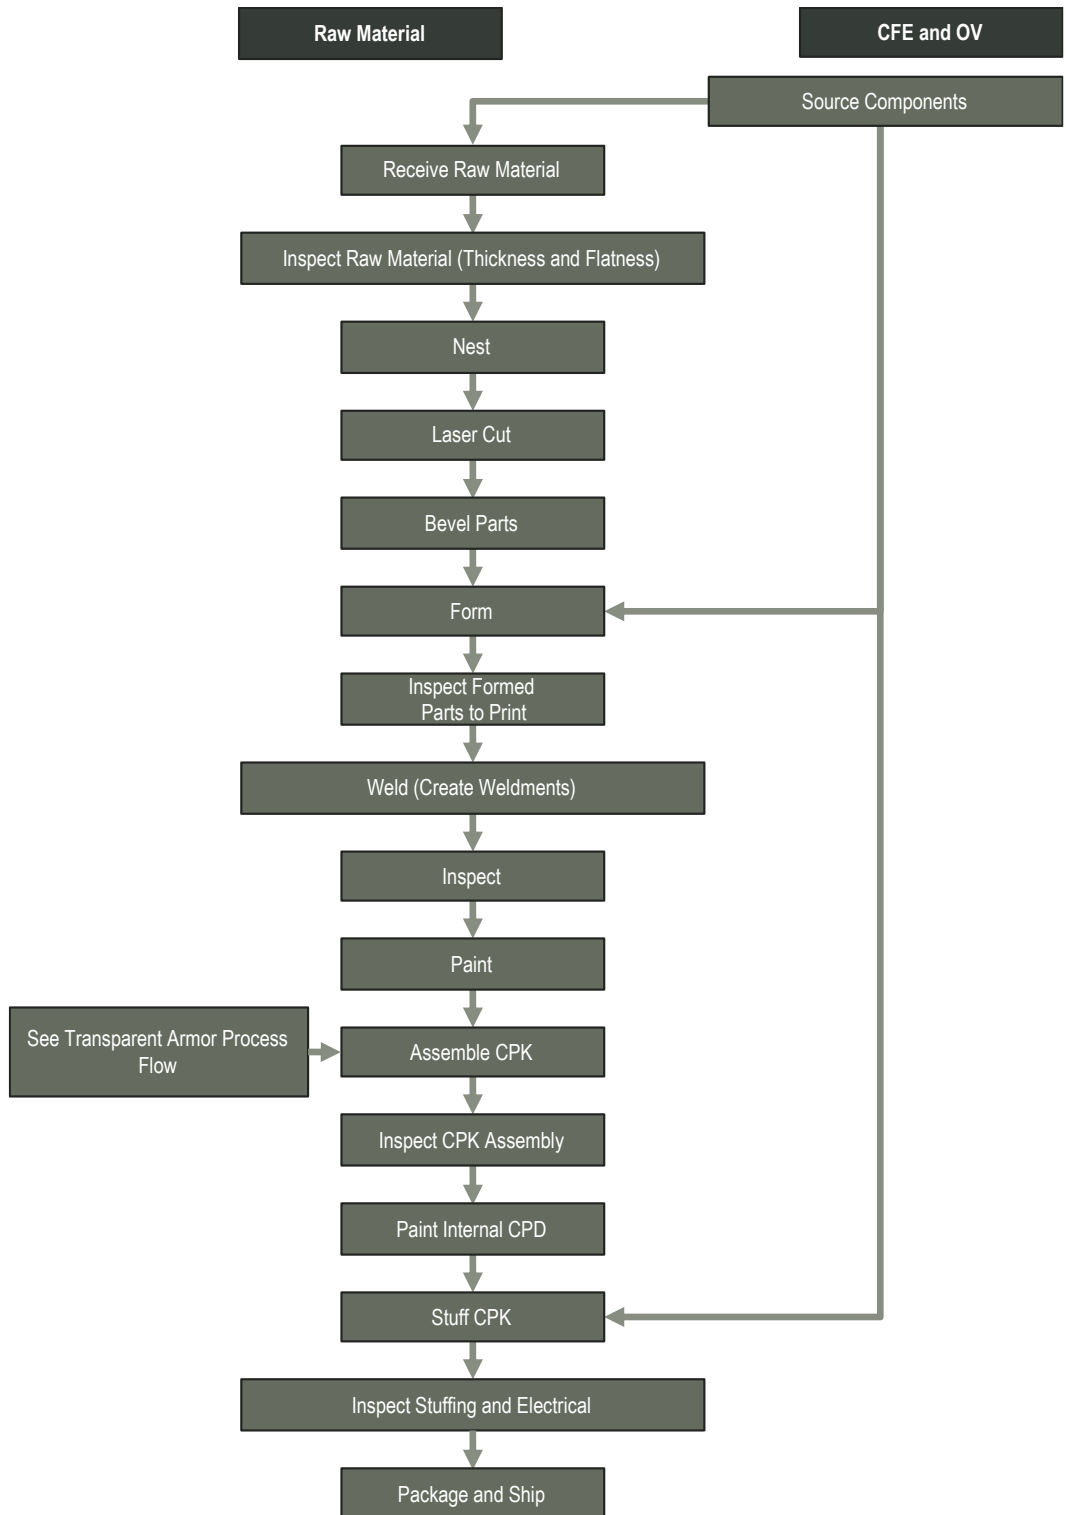 Raw Material
CFE and OV
Source Components
Receive Raw Material
Inspect Raw Material (Thickness and Flatness)
Nest
Laser Cut
Bevel Parts
Form
Inspect Formed
Parts to Print
Weld (Create Weldments)
Inspect
Paint
See Transparent Armor Process
Flow
Assemble CPK
Inspect CPK Assembly
Paint Internal CPD
Stuff CPK
Inspect Stuffing and Electrical
Package and Ship